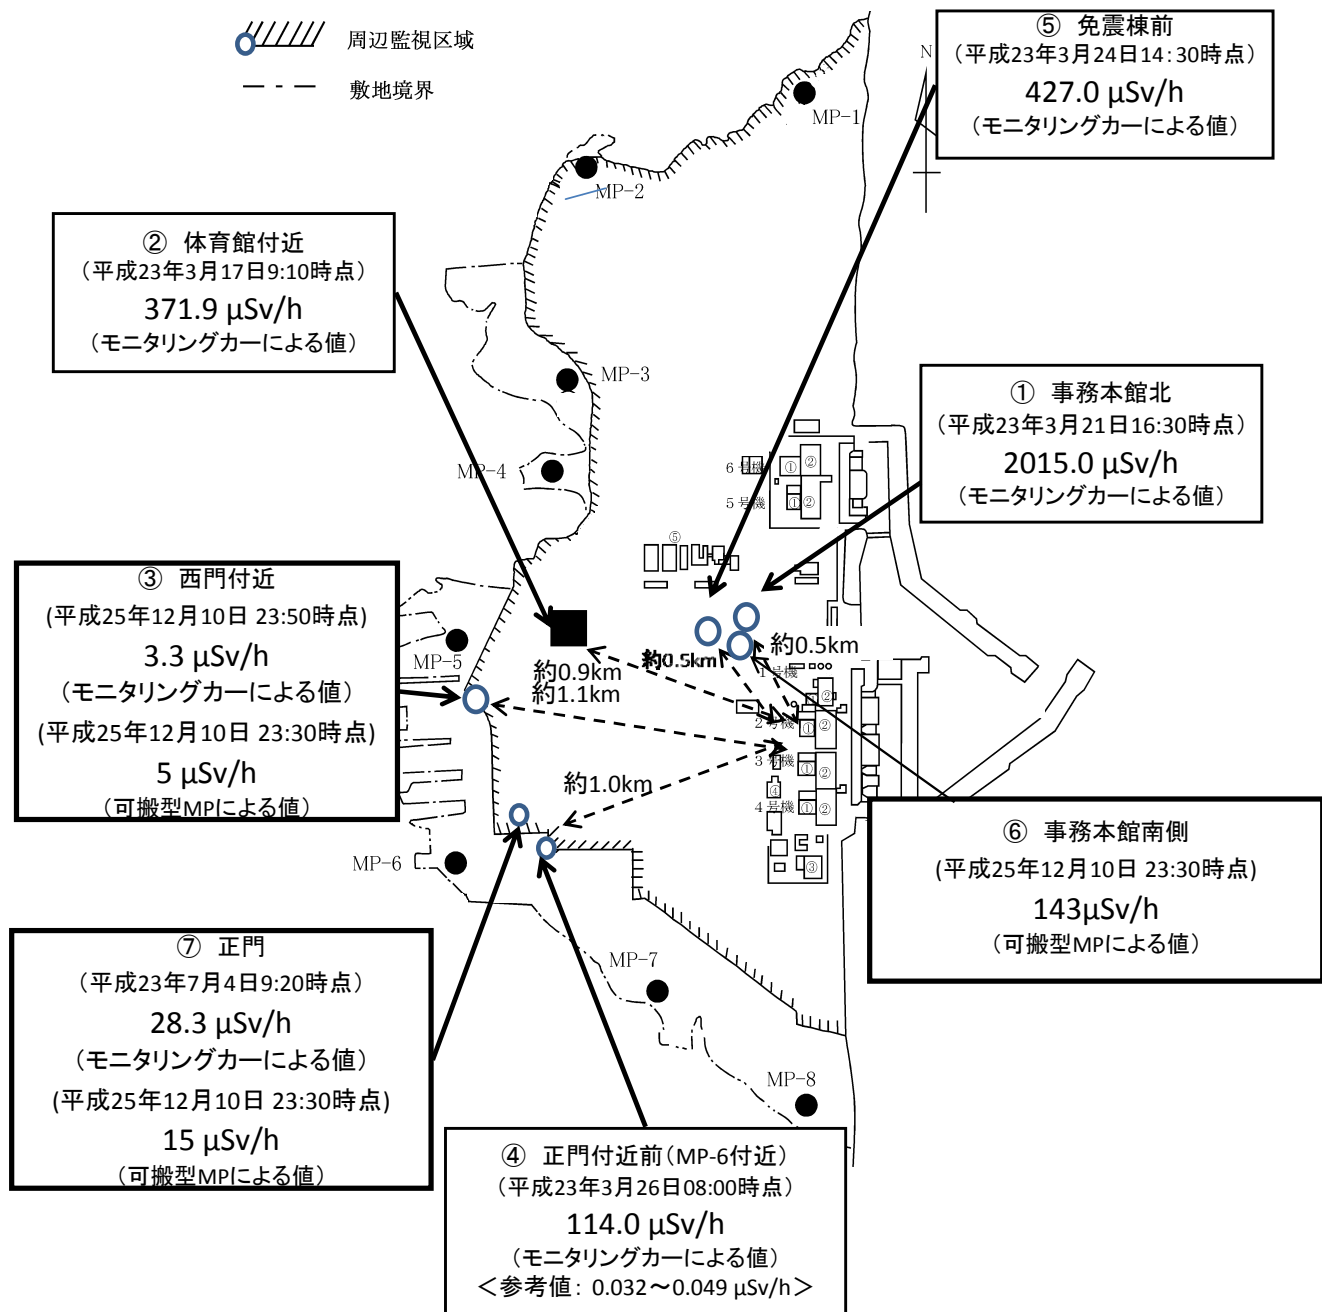 周辺監視区域
敷地境界
⑤ 免震棟前
（平成23年3月24日14：30時点）
427.0 μSv/h
（モニタリングカーによる値）
N
MP-1
MP-2
② 体育館付近
（平成23年3月17日9:10時点）
371.9 μSv/h
（モニタリングカーによる値）
MP-3
① 事務本館北
（平成23年3月21日16:30時点）
2015.0 μSv/h
（モニタリングカーによる値）
MP-4
6号機
① ②
5号機
① ②
⑤
③ 西門付近
(平成25年12月10日 23:50時点)
3.3 μSv/h
（モニタリングカーによる値）
(平成25年12月10日 23:30時点)
5 μSv/h
（可搬型MPによる値）
MP-5
約0.9km
約1.1km
約0.5km
約0.5km
1号機
②
2号機
① ②
3号機
① ②
④
4号機
① ②
③
約1.0km
⑥ 事務本館南側
(平成25年12月10日 23:30時点)
143μSv/h
（可搬型MPによる値）
MP-6
⑦ 正門
（平成23年7月4日9:20時点）
28.3 μSv/h
（モニタリングカーによる値）
(平成25年12月10日 23:30時点)
15 μSv/h
（可搬型MPによる値）
MP-7
MP-8
④ 正門付近前（MP-6付近）
（平成23年3月26日08:00時点）
114.0 μSv/h
（モニタリングカーによる値）
＜参考値：0.032～0.049 μSv/h＞